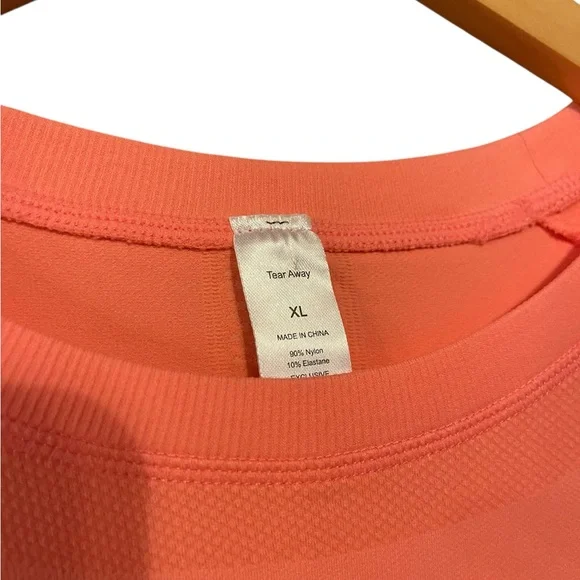 Tear Away
XL
MADE IN CHINA
90% Nylon
10% Elastane
EXCLUSIVE